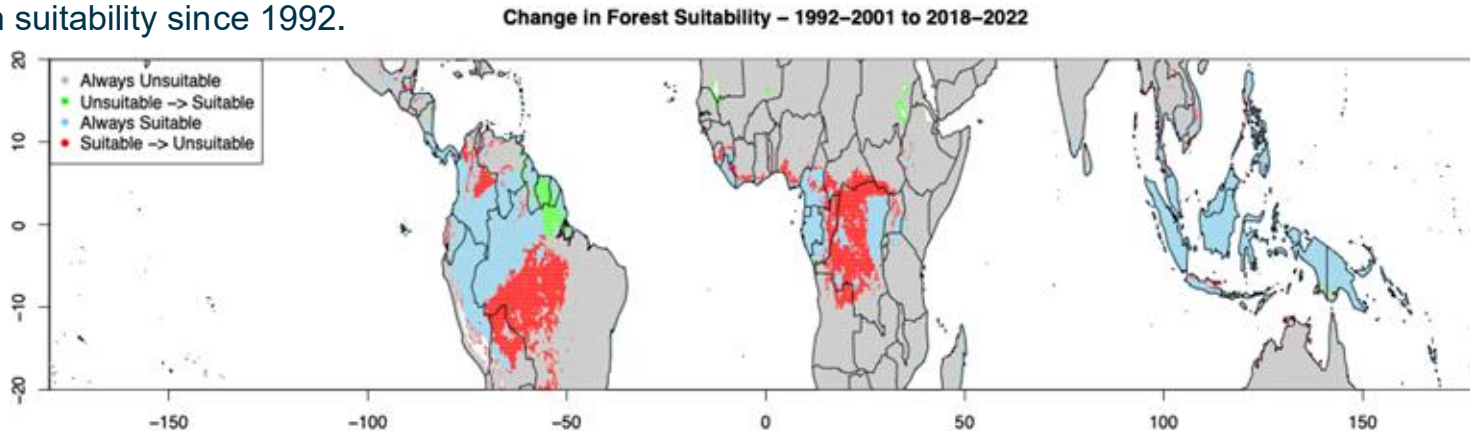 n suitability since 1992.
Change in Forest Suitability – 1992–2001 to 2018–2022
Always Unsuitable
Unsuitable –> Suitable
Always Suitable
Suitable –> Unsuitable
20
10
0
−10
−20
−150
−100
−50
0
50
100
150